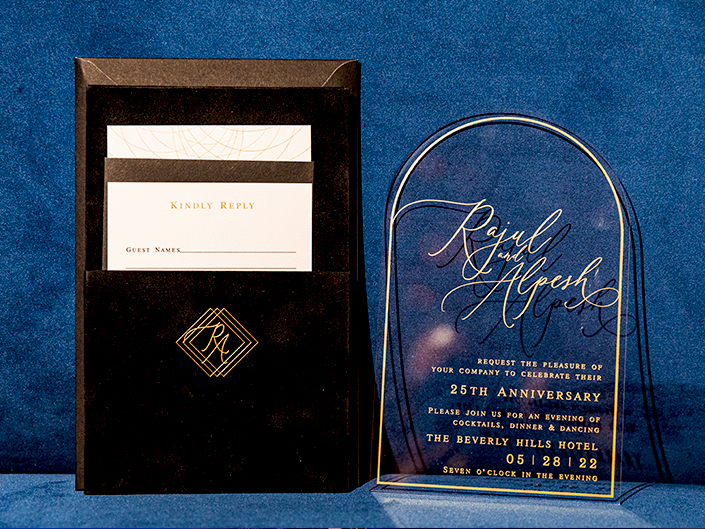 Kindly Reply
Guest Names
RA
Rajul
and
Alpesh
request the pleasure of
your company to celebrate their
25th Anniversary
Please join us for an evening of
cocktails, dinner & dancing
The Beverly Hills Hotel
05 | 28 | 22
Seven o'clock in the evening